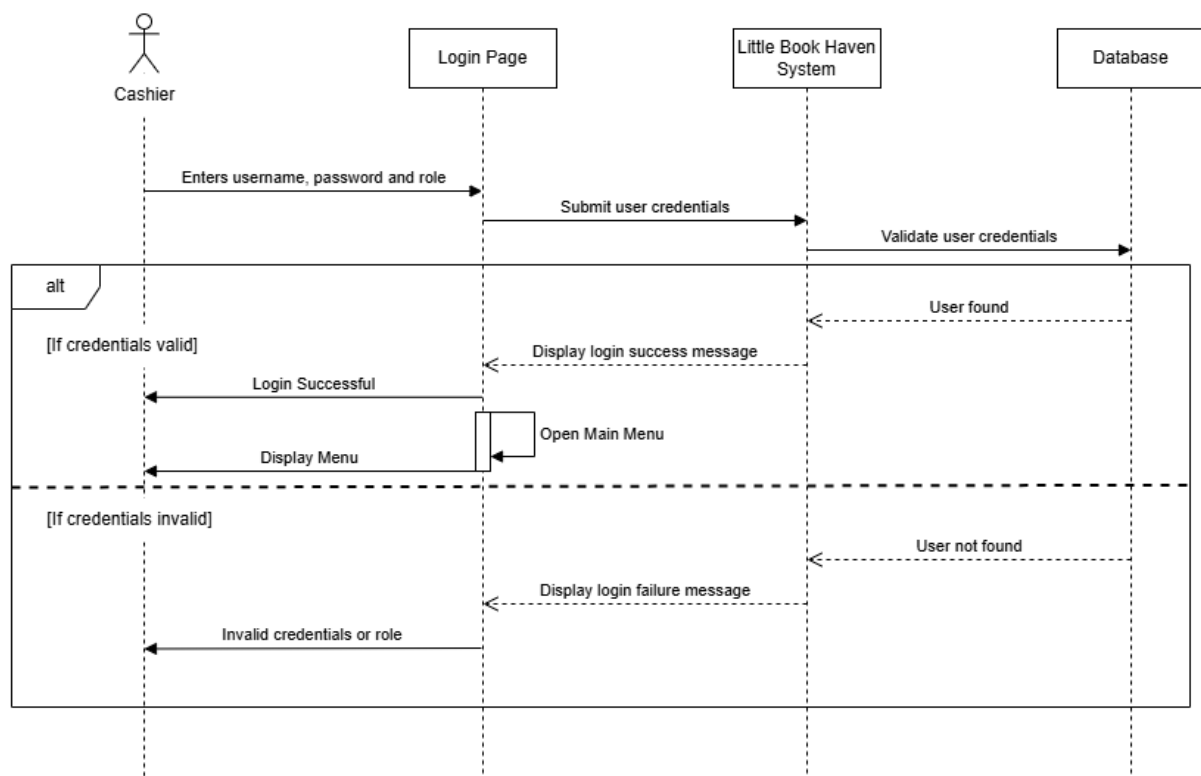 Cashier
Login Page
Little Book Haven
System
Database
Enters username, password and role
Submit user credentials
Validate user credentials
alt
User found
[If credentials valid]
Display login success message
Login Successful
Open Main Menu
Display Menu
[If credentials invalid]
User not found
Display login failure message
Invalid credentials or role